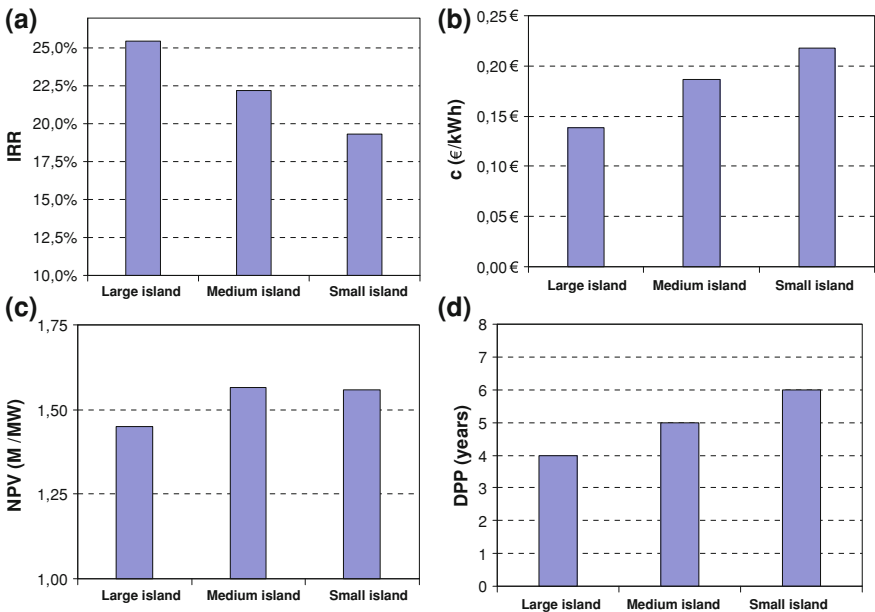 (a)
IRR
25,0%
22,5%
20,0%
17,5%
15,0%
12,5%
10,0%
Large island Medium island Small island
(b)
c (€/kWh)
0,25 €
0,20 €
0,15 €
0,10 €
0,05 €
0,00 €
Large island Medium island Small island
(c)
NPV (M /MW)
1,75
1,50
1,25
1,00
Large island Medium island Small island
(d)
DPP (years)
8
7
6
5
4
3
2
1
0
Large island Medium island Small island